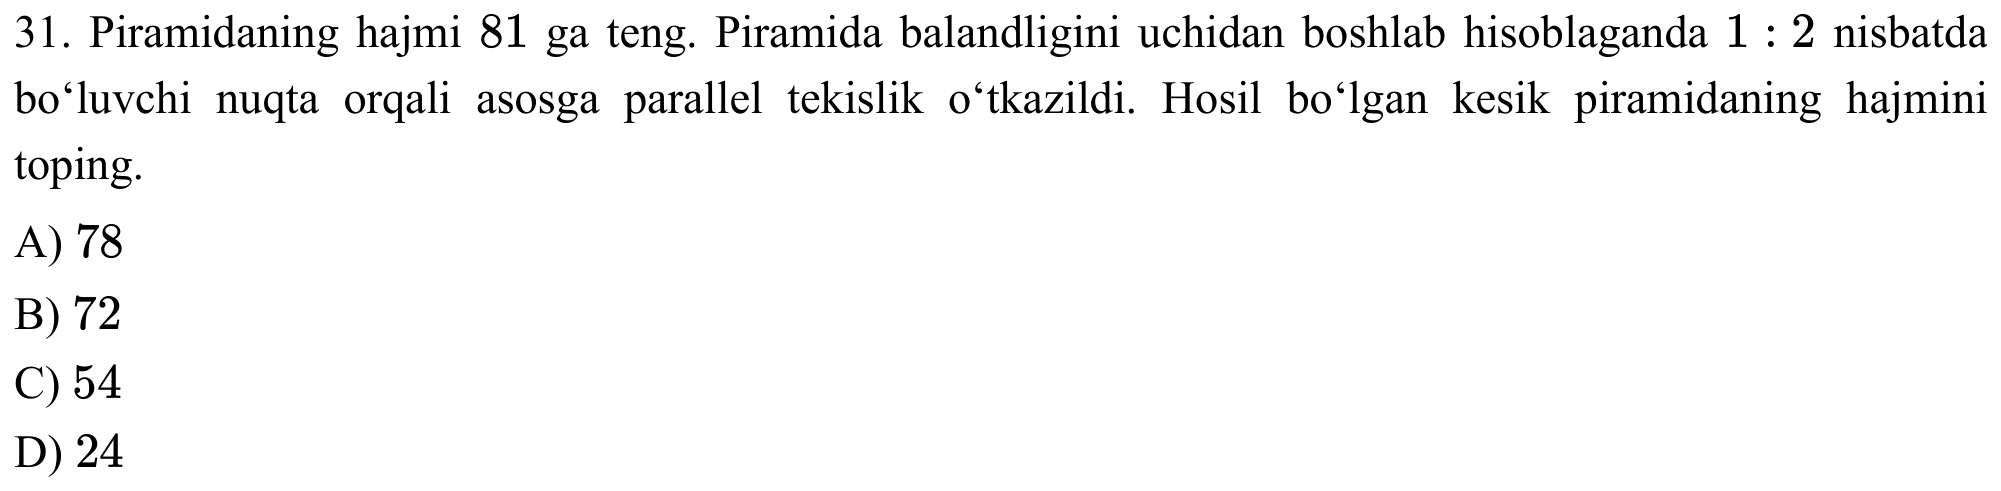 31. Piramidaning hajmi 81 ga teng. Piramida balandligini uchidan boshlab hisoblaganda 1 : 2 nisbatda
bo‘luvchi nuqta orqali asosga parallel tekislik o‘tkazildi. Hosil bo‘lgan kesik piramidaning hajmini
toping.
A) 78
B) 72
C) 54
D) 24